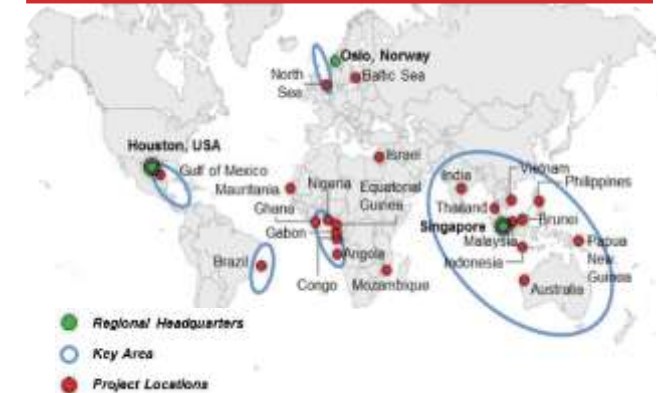 Oslo, Norway
North
Sea
Baltic Sea
Houston, USA
Gulf of Mexico
Israel
Mauritania
Nigeria
Equatorial
Guinea
Ghana
Gabon
Angola
Congo
Mozambique
Brazil
India
Vietnam
Philippines
Thailand
Singapore
Brunei
Malaysia
Indonesia
Papua
New
Guinea
Australia
Regional Headquarters
Key Area
Project Locations